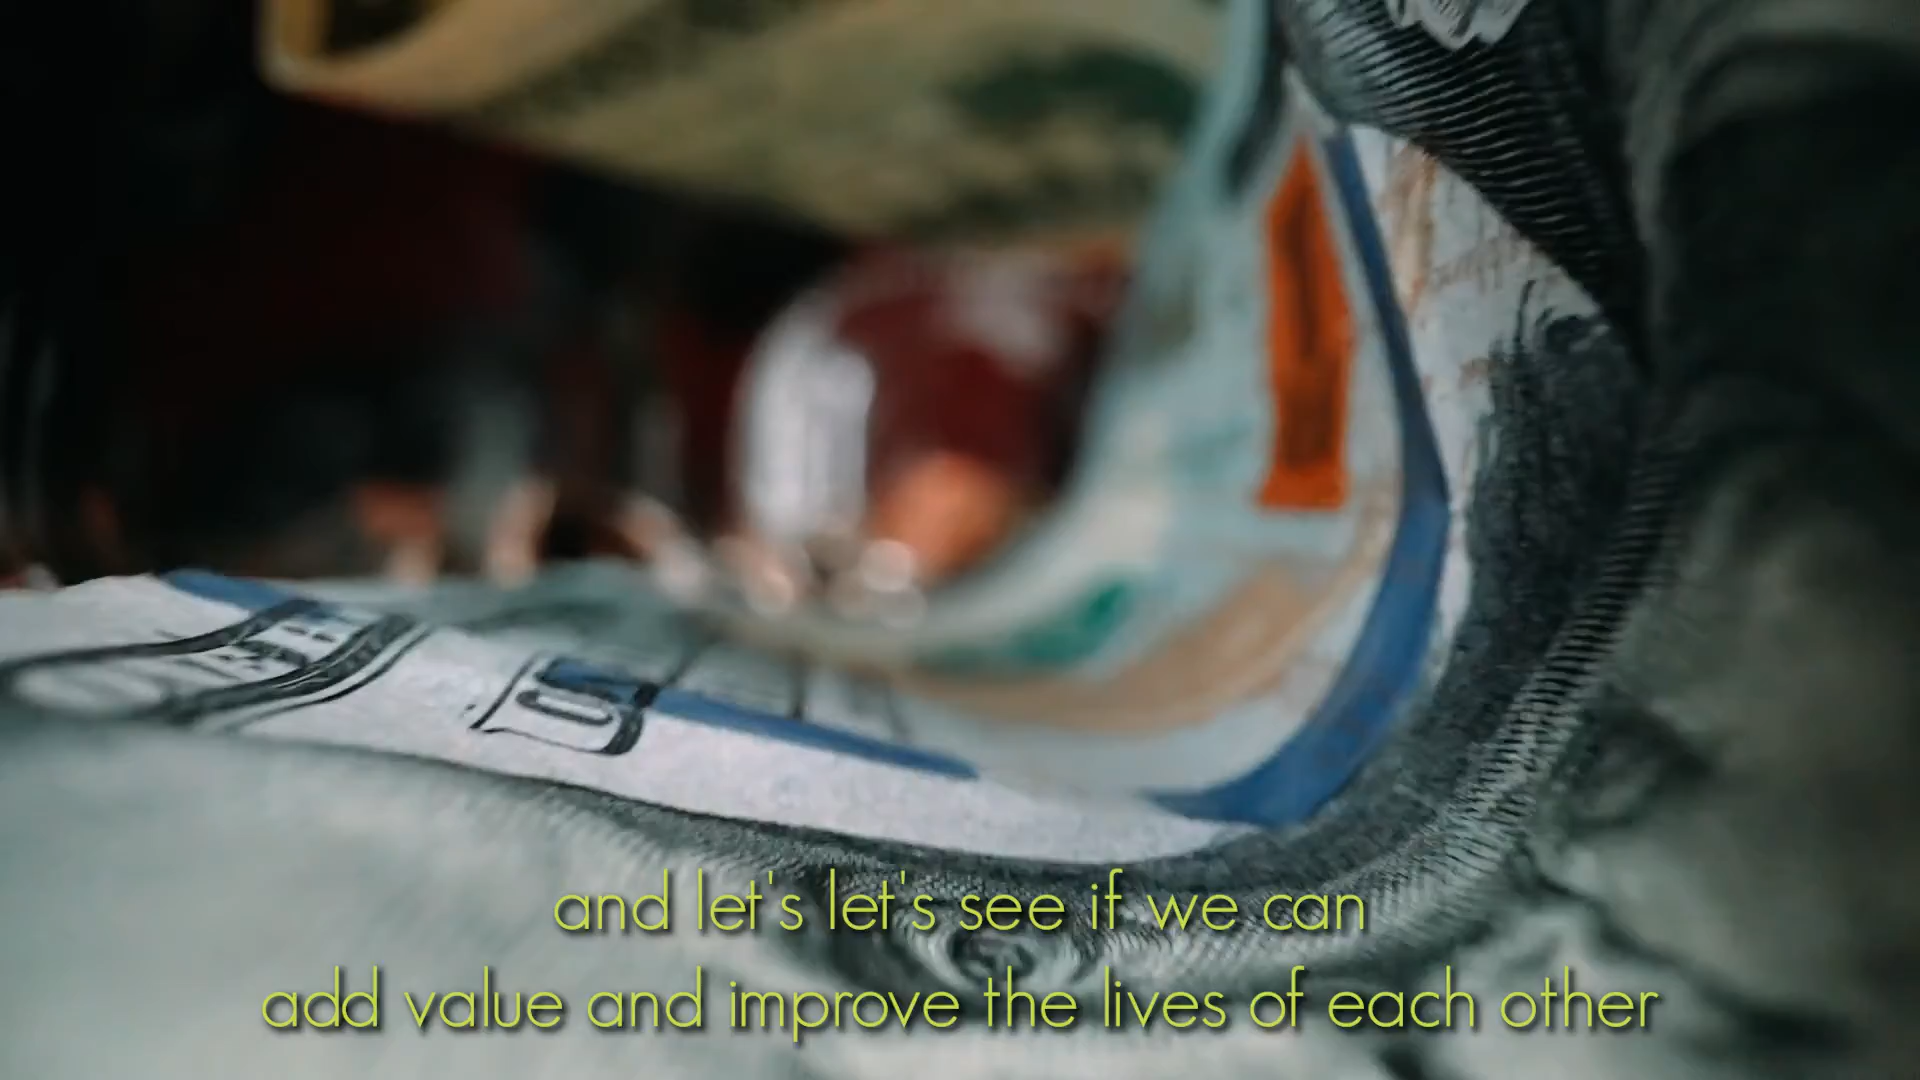 and let's let's see if we can
add value and improve the lives of each other